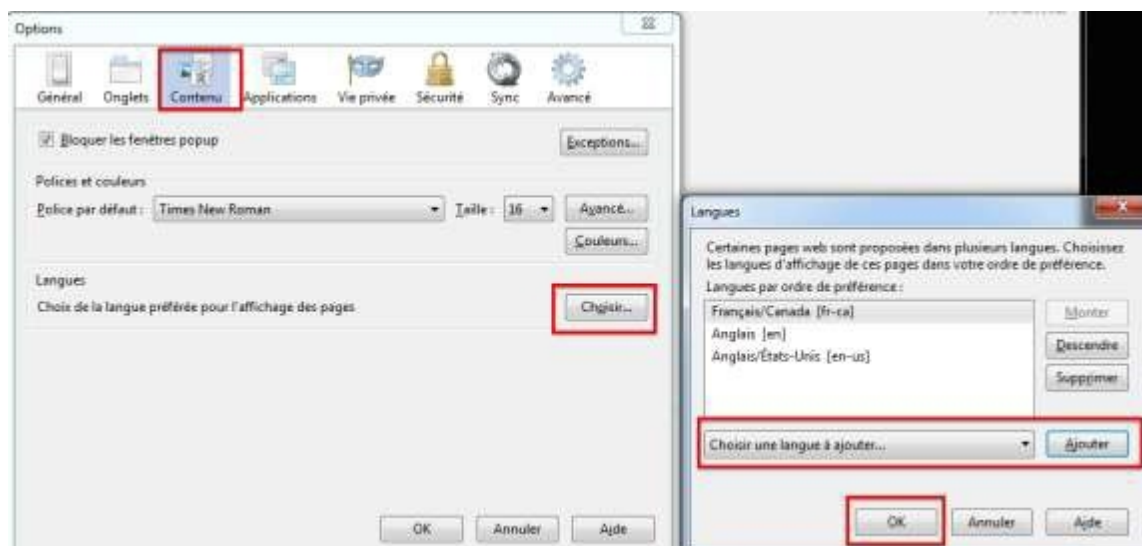 Options
Général Onglets Contenu Applications Vie privée Sécurité Sync Avancé
Bloquer les fenêtres popup
Exceptions...
Polices et couleurs
Police par défaut : Times New Roman Taille : 16 Avancé...
Couleurs...
Langues
Choix de la langue préférée pour l'affichage des pages
Choisir...
OK Annuler Aide
Langues
Certaines pages web sont proposées dans plusieurs langues. Choisissez
les langues d'affichage de ces pages dans votre ordre de préférence.
Langues par ordre de préférence :
Français/Canada [fr-ca]
Anglais [en]
Anglais/États-Unis [en-us]
Monter
Descendre
Supprimer
Choisir une langue à ajouter... Ajouter
OK Annuler Aide